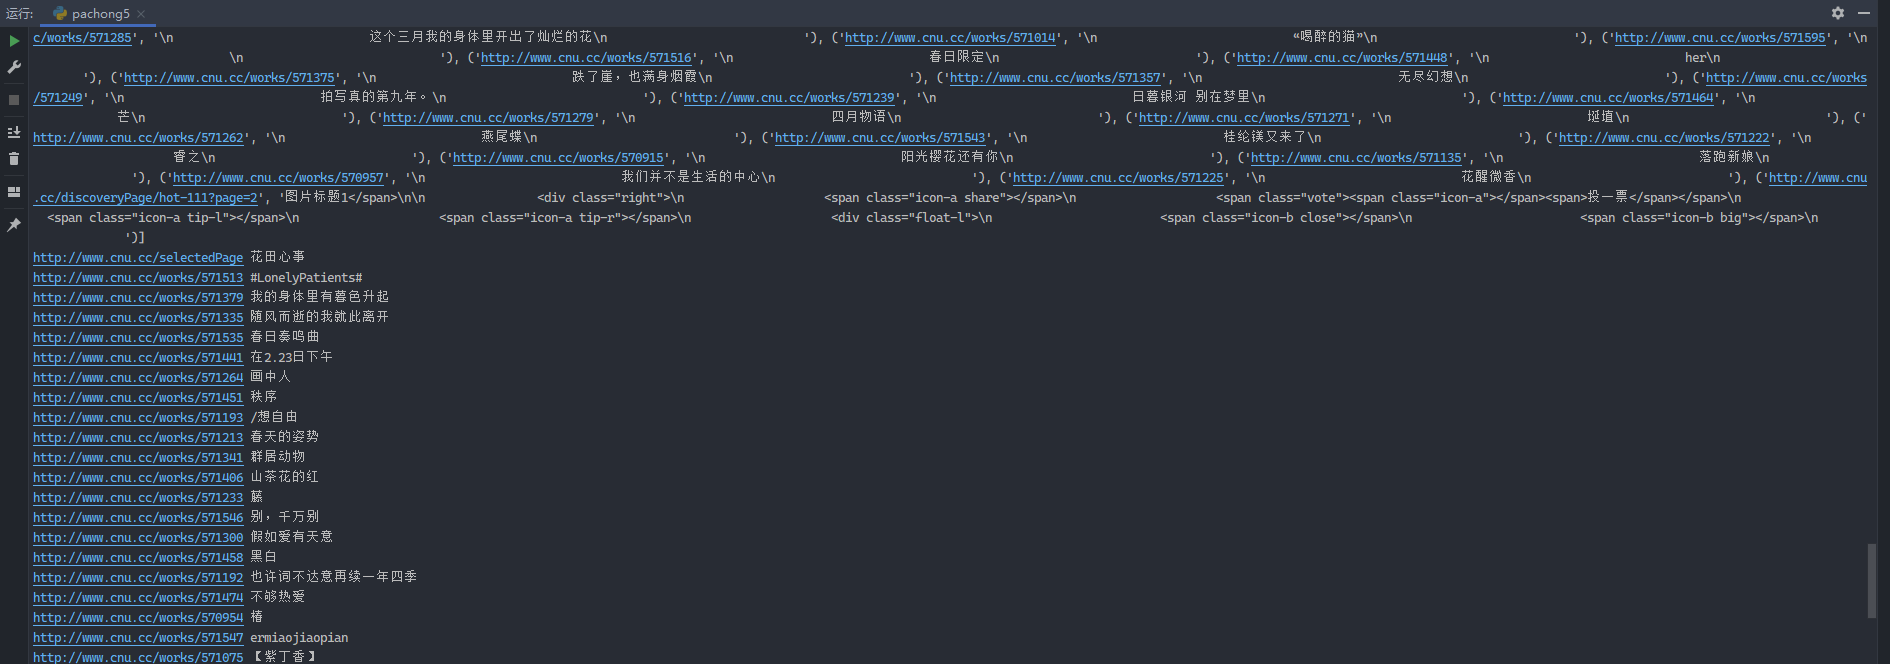 运行: pachong5
c/works/571285', '\n 这个三月我的身体里开出了灿烂的花\n '), ('http://www.cnu.cc/works/571014', '\n “喝醉的猫”\n '), ('http://www.cnu.cc/works/571595', '\n
\n '), ('http://www.cnu.cc/works/571516', '\n 春日限定\n '), ('http://www.cnu.cc/works/571448', '\n her\n
'), ('http://www.cnu.cc/works/571375', '\n 跌了崖，也满身烟霞\n '), ('http://www.cnu.cc/works/571357', '\n 无尽幻想\n '), ('http://www.cnu.cc/works
/571249', '\n 拍写真的第九年。\n '), ('http://www.cnu.cc/works/571239', '\n 日暮银河 别在梦里\n '), ('http://www.cnu.cc/works/571464', '\n
芒\n '), ('http://www.cnu.cc/works/571279', '\n 四月物语\n '), ('http://www.cnu.cc/works/571271', '\n 埏埴\n '), ('
http://www.cnu.cc/works/571262', '\n 燕尾蝶\n '), ('http://www.cnu.cc/works/571543', '\n 桂纶镁又来了\n '), ('http://www.cnu.cc/works/571222', '\n
睿之\n '), ('http://www.cnu.cc/works/570915', '\n 阳光樱花还有你\n '), ('http://www.cnu.cc/works/571135', '\n 落跑新娘\n
'), ('http://www.cnu.cc/works/570957', '\n 我们并不是生活的中心\n '), ('http://www.cnu.cc/works/571225', '\n 花醒微香\n '), ('http://www.cnu
.cc/discoveryPage/hot-111?page=2', '图片标题1</span>\n\n <div class="right">\n <span class="icon-a share"></span>\n <span class="vote"><span class="icon-a"></span><span>投一票</span></span>\n
<span class="icon-a tip-l"></span>\n <span class="icon-a tip-r"></span>\n <div class="float-l">\n <span class="icon-b close"></span>\n <span class="icon-b big"></span>\n
')]
http://www.cnu.cc/selectedPage 花田心事
http://www.cnu.cc/works/571513 #LonelyPatients#
http://www.cnu.cc/works/571379 我的身体里有暮色升起
http://www.cnu.cc/works/571335 随风而逝的我就此离开
http://www.cnu.cc/works/571535 春日奏鸣曲
http://www.cnu.cc/works/571441 在2.23日下午
http://www.cnu.cc/works/571264 画中人
http://www.cnu.cc/works/571451 秩序
http://www.cnu.cc/works/571193 /想自由
http://www.cnu.cc/works/571213 春天的姿势
http://www.cnu.cc/works/571341 群居动物
http://www.cnu.cc/works/571406 山茶花的红
http://www.cnu.cc/works/571233 藤
http://www.cnu.cc/works/571546 别，千万别
http://www.cnu.cc/works/571300 假如爱有天意
http://www.cnu.cc/works/571458 黑白
http://www.cnu.cc/works/571192 也许词不达意再续一年四季
http://www.cnu.cc/works/571474 不够热爱
http://www.cnu.cc/works/570954 椿
http://www.cnu.cc/works/571547 ermiaojiaopian
http://www.cnu.cc/works/571075 【紫丁香】